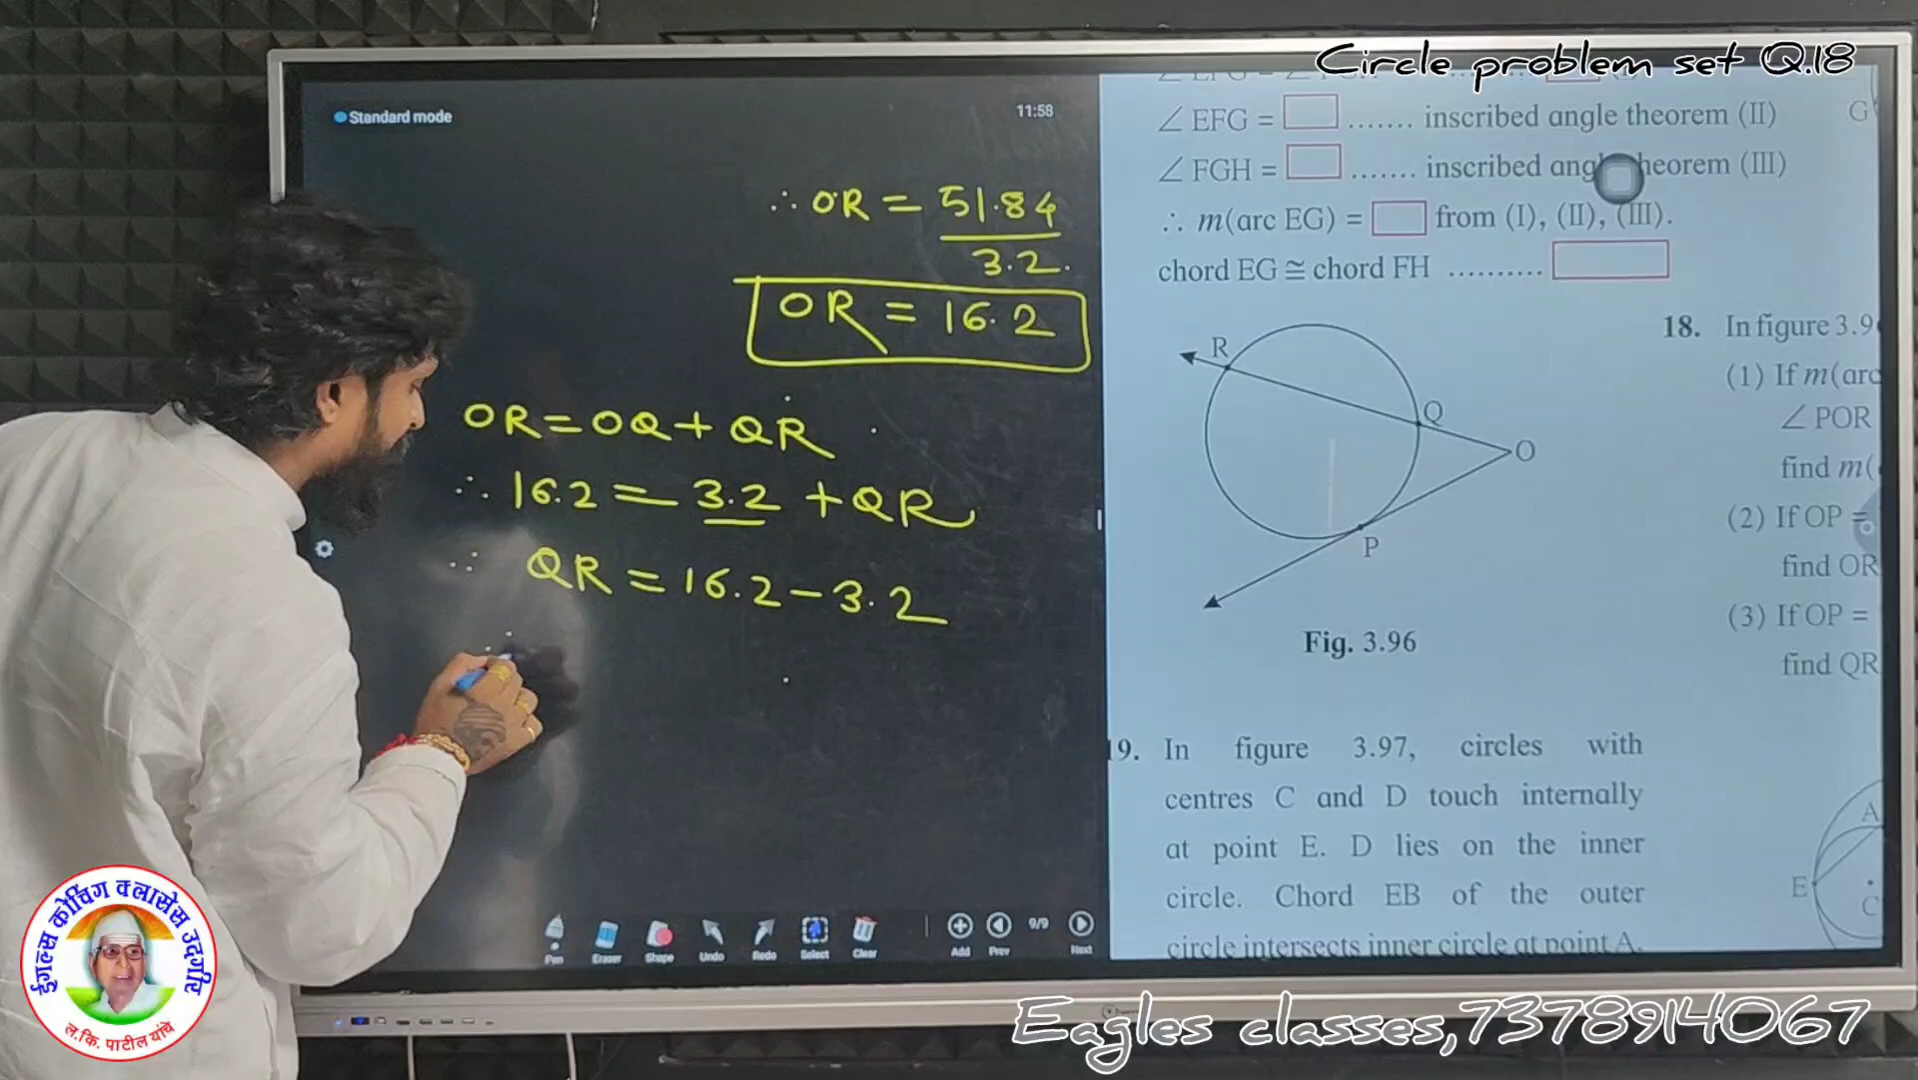 Circle problem set Q.18
Standard mode
11:58
∴ OR = 51.84
3.2
OR = 16.2
OR = OQ + QR
∴ 16.2 = 3.2 + QR
∴ QR = 16.2 - 3.2
∠ EFG = ....... inscribed angle theorem (II)
G
∠ FGH = ....... inscribed ang heorem (III)
∴ m(arc EG) = from (I), (II), (III).
chord EG ≅ chord FH ..........
R
Q
O
P
Fig. 3.96
18. In figure 3.9
(1) If m(arc
∠ POR
find m(
(2) If OP =
find OR
(3) If OP =
find QR
19. In figure 3.97, circles with
centres C and D touch internally
at point E. D lies on the inner
circle. Chord EB of the outer
circle intersects inner circle at point A.
A
E
C
Pen Eraser Shape Undo Redo Select Clear Add Prev 9/9 Next
ईगल्स कोचिंग क्लासेस उदगीर
ल.कि. पाटील यांचे
Eagles classes,7378914067